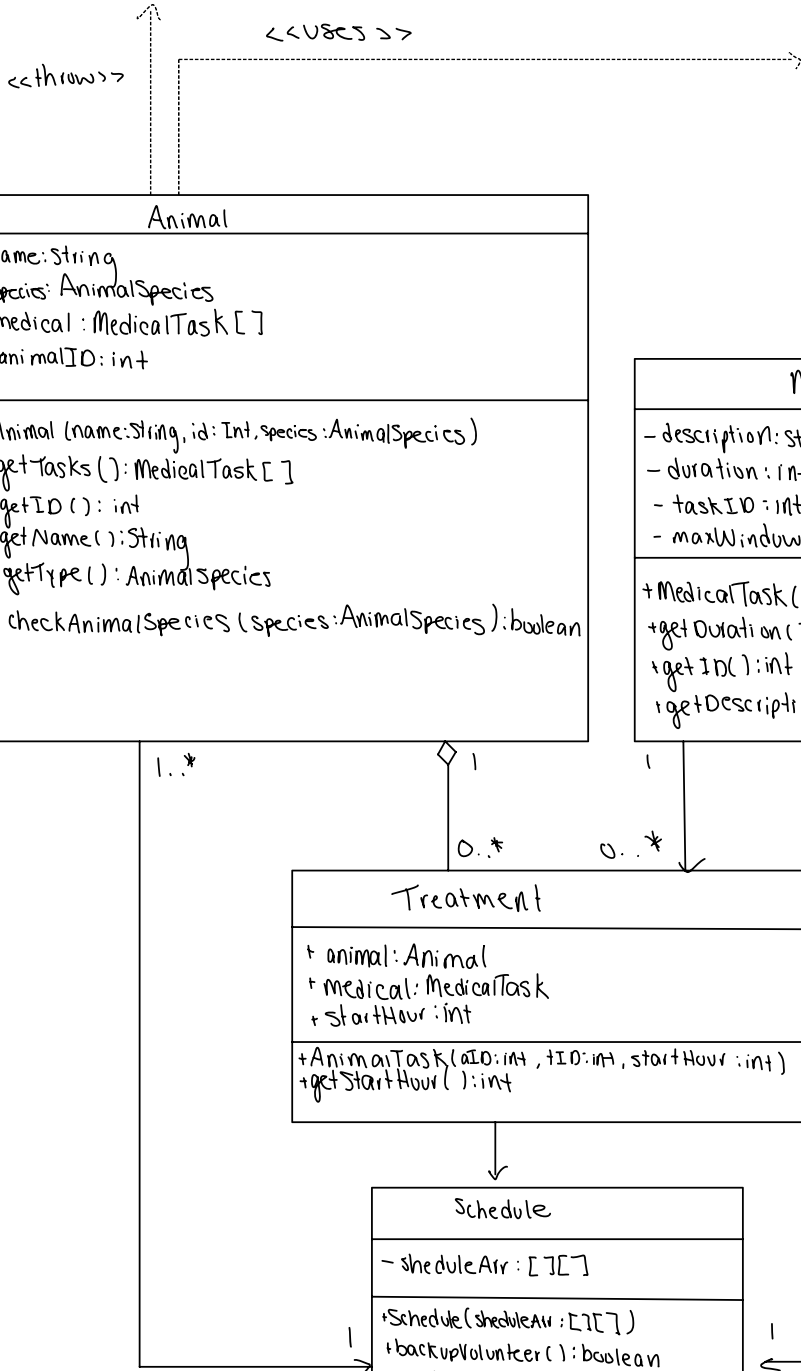 <<uses>>
<<throw>>
Animal
ame: String
pecies: AnimalSpecies
medical: MedicalTask[]
animalID: int
Animal (name:String, id: Int, species: AnimalSpecies)
getTasks(): MedicalTask[]
getID(): int
getName(): String
getType(): AnimalSpecies
checkAnimalSpecies (species: AnimalSpecies): boolean
- description: St
- duration: in
- taskID: int
- maxWindow
+MedicalTask(
+getDuration(
+getID(): int
+getDescripti
1..*
1
1
0..*
0..*
Treatment
+ animal: Animal
+ medical: MedicalTask
+ startHour: int
+AnimalTask(aID: int, tID: int, startHour: int)
+getStartHour(): int
Schedule
- sheduleArr: [][]
+Schedule(sheduleArr: [][])
+backupVolunteer(): boolean
1
1